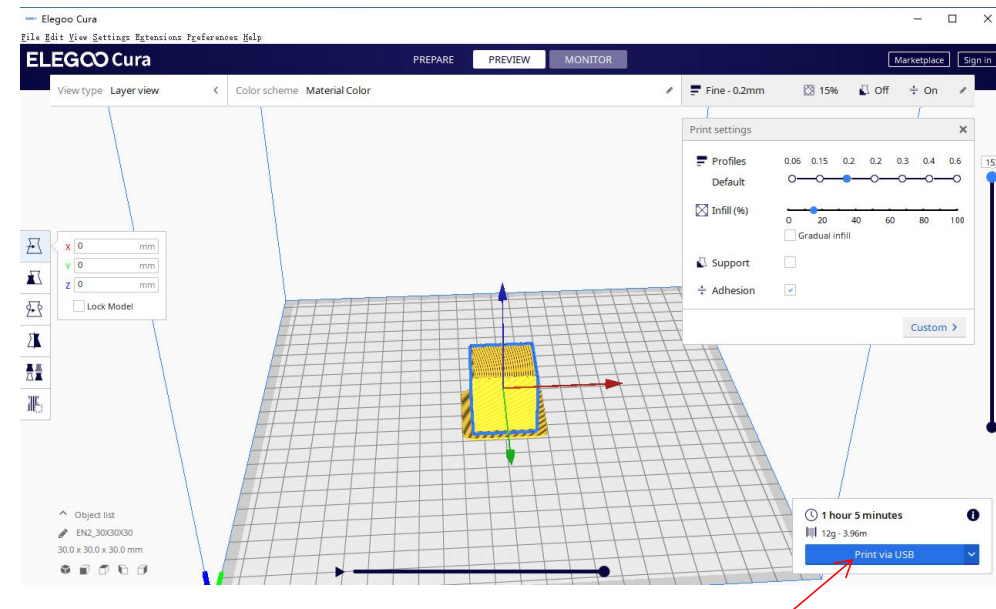 Elegoo Cura
File Edit View Settings Extensions Preferences Help
ELEGOO Cura
PREPARE PREVIEW MONITOR
Marketplace Sign in
View type Layer view
Color scheme Material Color
Fine - 0.2mm 15% Off On
Print settings
Profiles 0.06 0.15 0.2 0.2 0.3 0.4 0.6
Default
Infill (%)
0 20 40 60 80 100
Gradual infill
Support
Adhesion
Custom
X 0 mm
Y 0 mm
Z 0 mm
Lock Model
Object list
EN2_30X30X30
30.0 x 30.0 x 30.0 mm
1 hour 5 minutes
12g · 3.96m
Print via USB